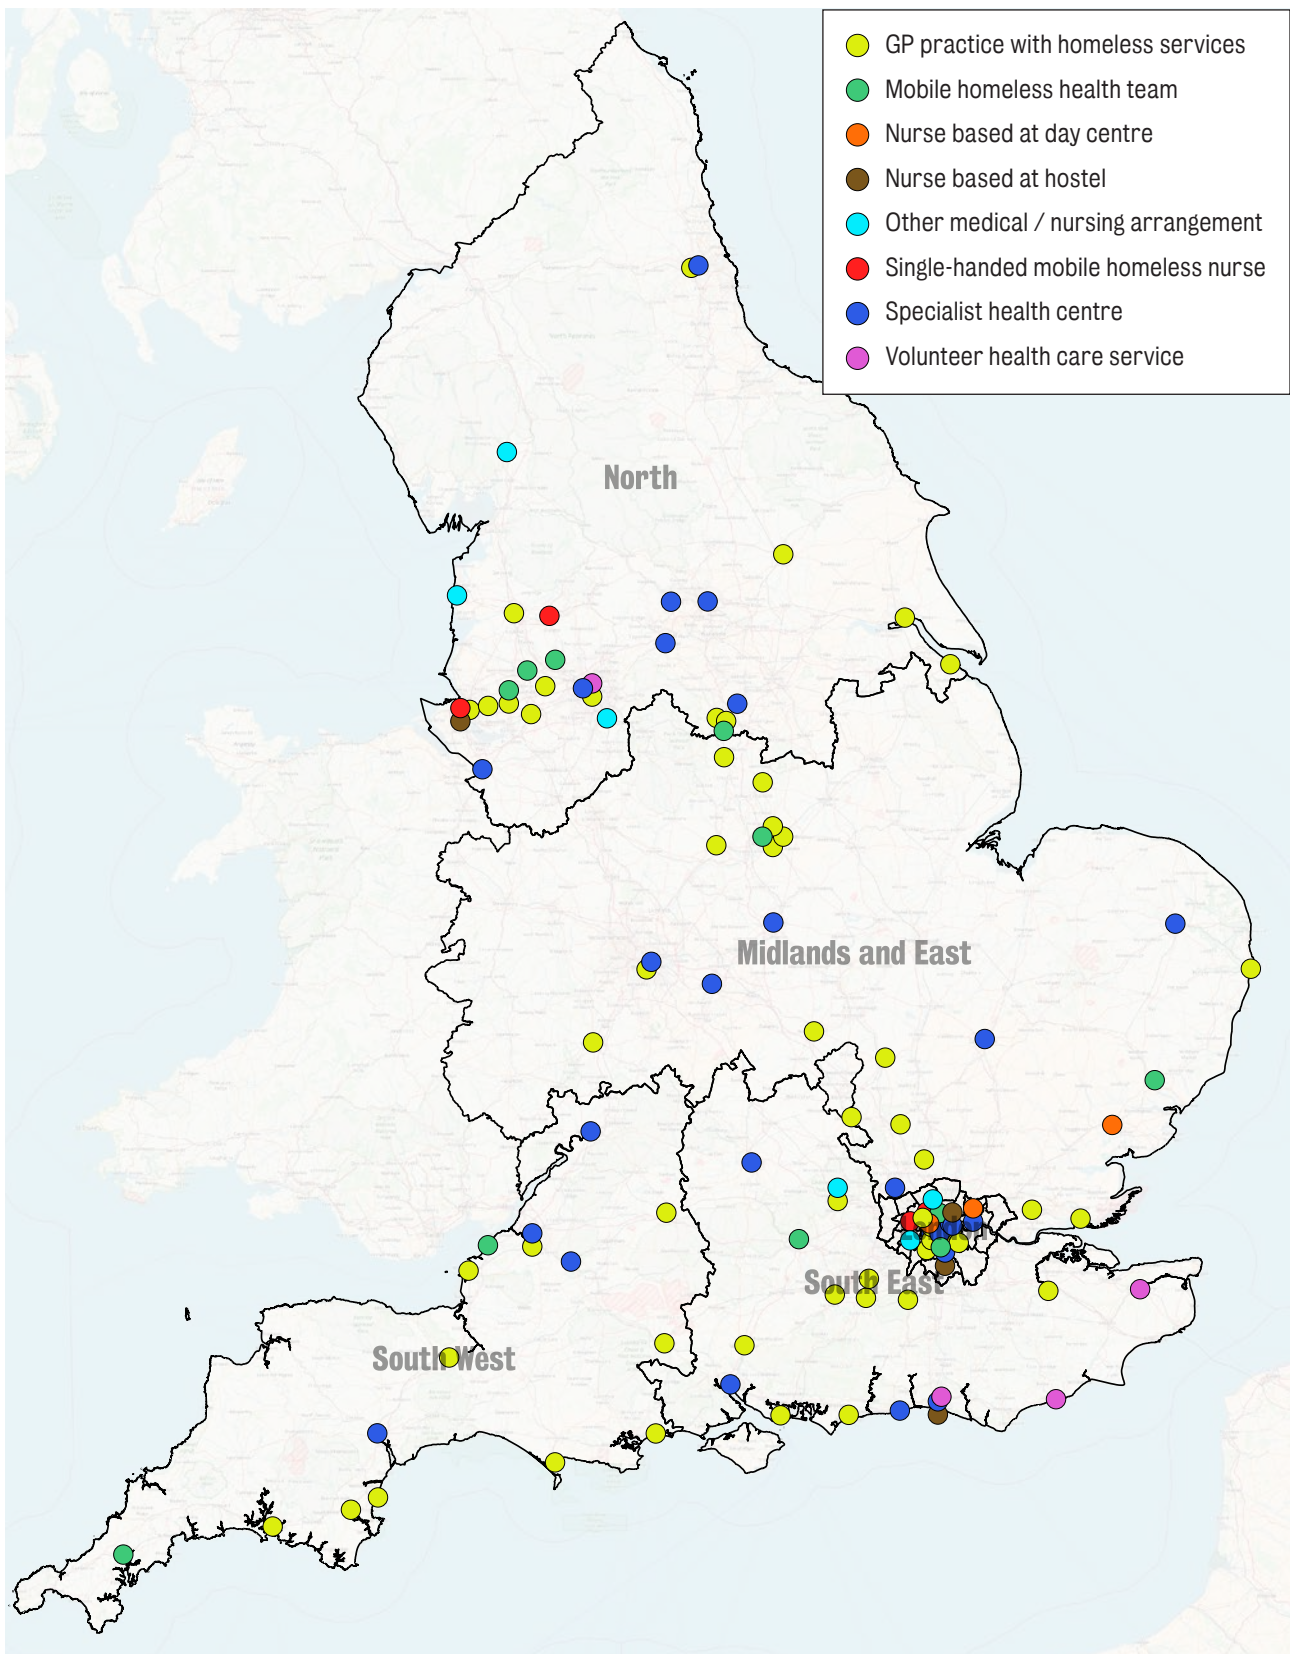 GP practice with homeless services
Mobile homeless health team
Nurse based at day centre
Nurse based at hostel
Other medical / nursing arrangement
Single-handed mobile homeless nurse
Specialist health centre
Volunteer health care service
North
Midlands and East
London
South East
South West